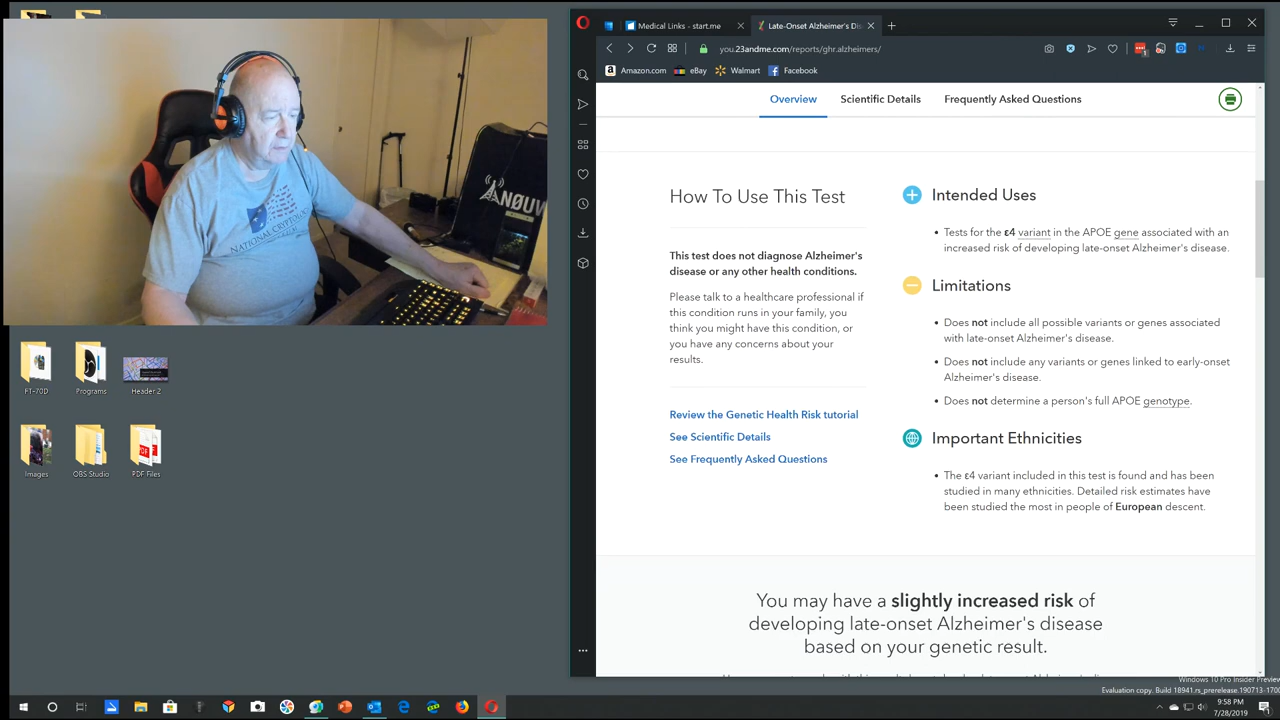 NATIONAL CRYPTOLOGIC
FT-70D
Programs
Header 2
Images
OBS Studio
PDF Files
Medical Links - start.me
Late-Onset Alzheimer's Dis
you.23andme.com/reports/ghr.alzheimers/
Amazon.com
eBay
Walmart
Facebook
Overview
Scientific Details
Frequently Asked Questions
How To Use This Test
This test does not diagnose Alzheimer's
disease or any other health conditions.
Please talk to a healthcare professional if
this condition runs in your family, you
think you might have this condition, or
you have any concerns about your
results.
Review the Genetic Health Risk tutorial
See Scientific Details
See Frequently Asked Questions
Intended Uses
• Tests for the ε4 variant in the APOE gene associated with an
increased risk of developing late-onset Alzheimer's disease.
Limitations
• Does not include all possible variants or genes associated
with late-onset Alzheimer's disease.
• Does not include any variants or genes linked to early-onset
Alzheimer's disease.
• Does not determine a person's full APOE genotype.
Important Ethnicities
• The ε4 variant included in this test is found and has been
studied in many ethnicities. Detailed risk estimates have
been studied the most in people of European descent.
You may have a slightly increased risk of
developing late-onset Alzheimer's disease
based on your genetic result.
Windows 10 Pro Insider Preview
Evaluation copy. Build 18941.rs_prerelease.190713-1700
9:58 PM
7/28/2019